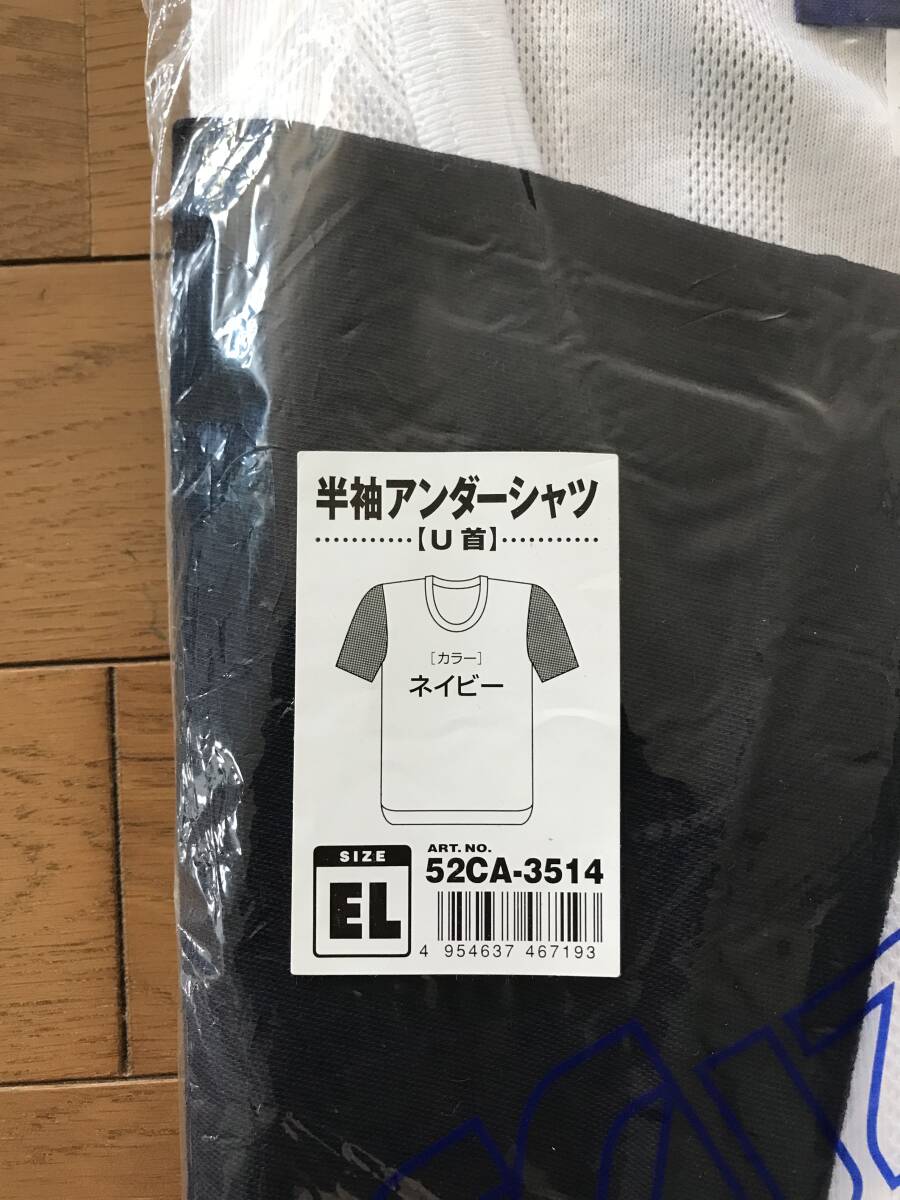 半袖アンダーシャツ
【U首】
[カラー]
ネイビー
SIZE
EL
ART. NO.
52CA-3514
4 954637 467193